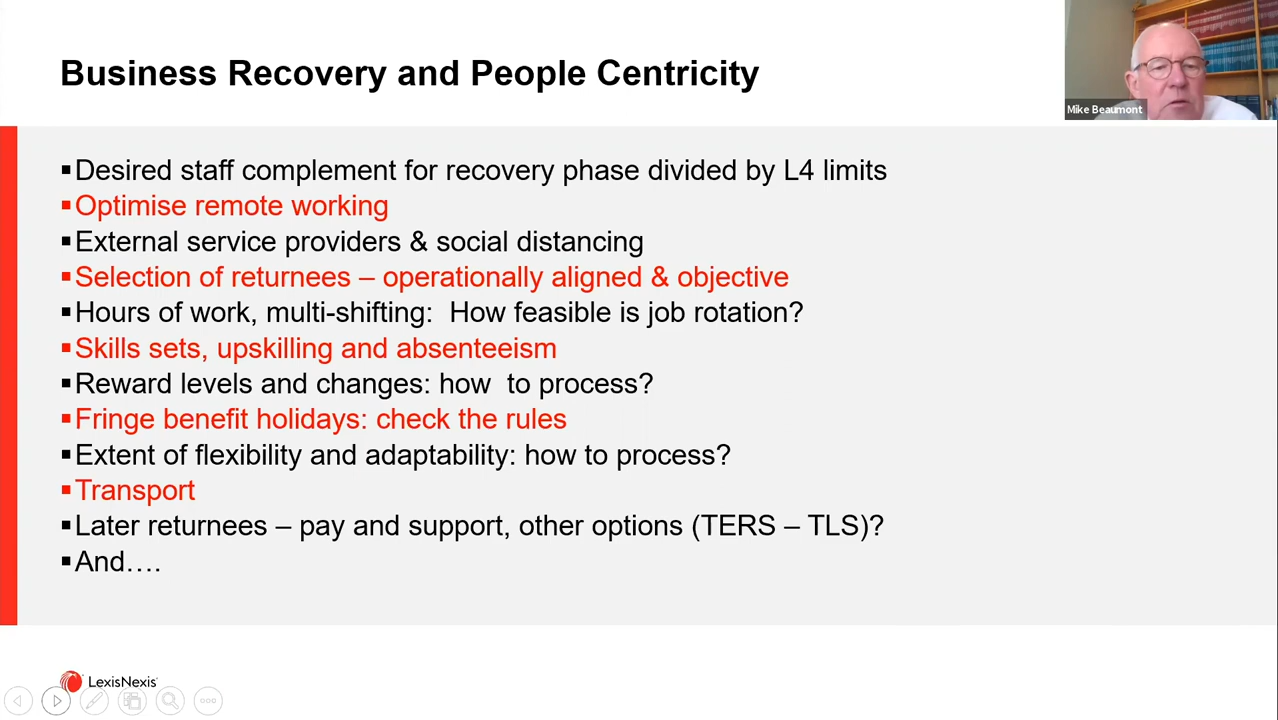 Business Recovery and People Centricity
Mike Beaumont
▪Desired staff complement for recovery phase divided by L4 limits
▪Optimise remote working
▪External service providers & social distancing
▪Selection of returnees – operationally aligned & objective
▪Hours of work, multi-shifting:  How feasible is job rotation?
▪Skills sets, upskilling and absenteeism
▪Reward levels and changes: how  to process?
▪Fringe benefit holidays: check the rules
▪Extent of flexibility and adaptability: how to process?
▪Transport
▪Later returnees – pay and support, other options (TERS – TLS)?
▪And….
LexisNexis